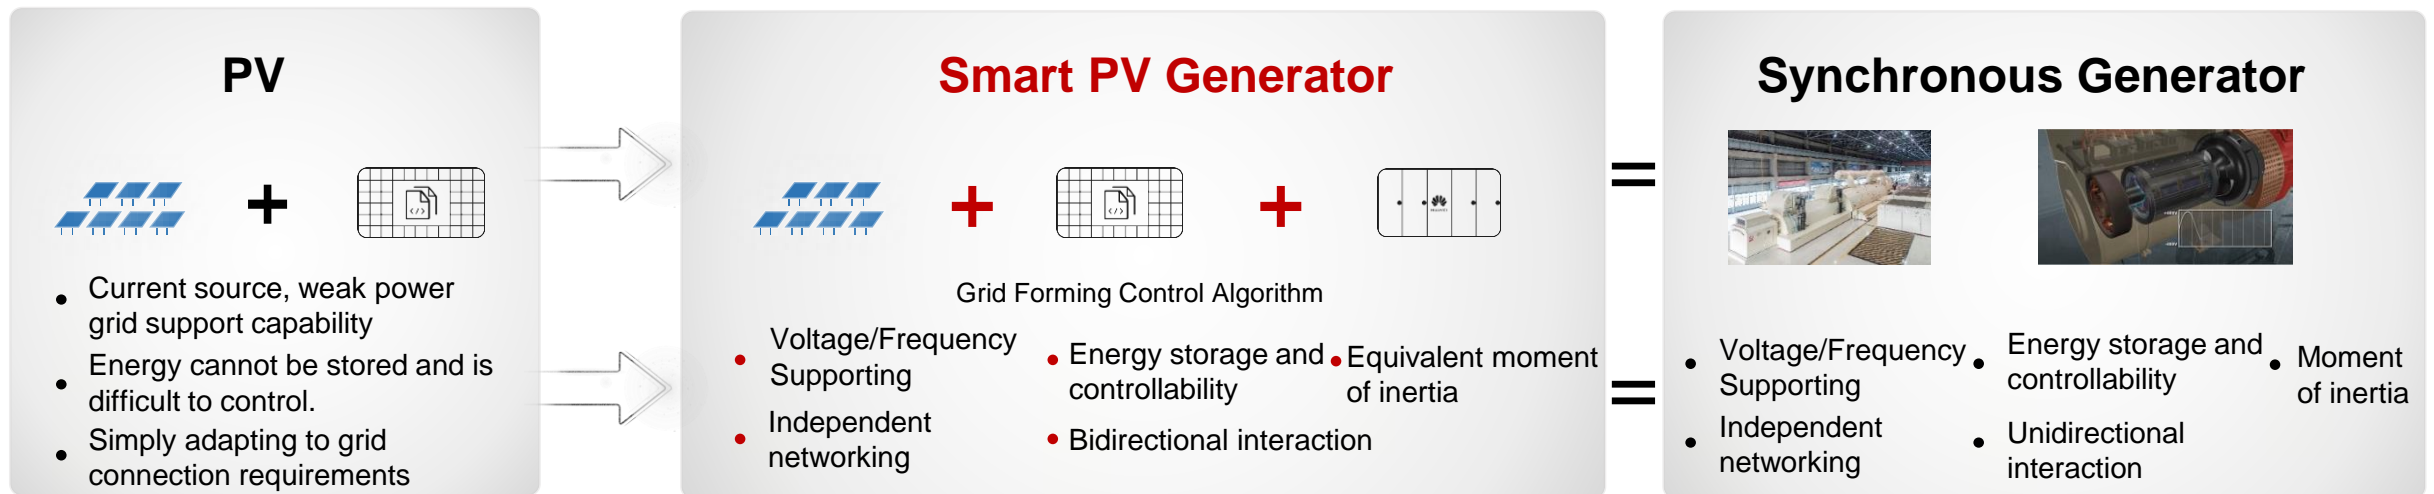 PV
Current source, weak power
grid support capability
Energy cannot be stored and is
difficult to control.
Simply adapting to grid
connection requirements
Smart PV Generator
Grid Forming Control Algorithm
Voltage/Frequency
Supporting
Energy storage and
controllability
Equivalent moment
of inertia
Independent
networking
Bidirectional interaction
Synchronous Generator
Voltage/Frequency
Supporting
Energy storage and
controllability
Moment
of inertia
Independent
networking
Unidirectional
interaction